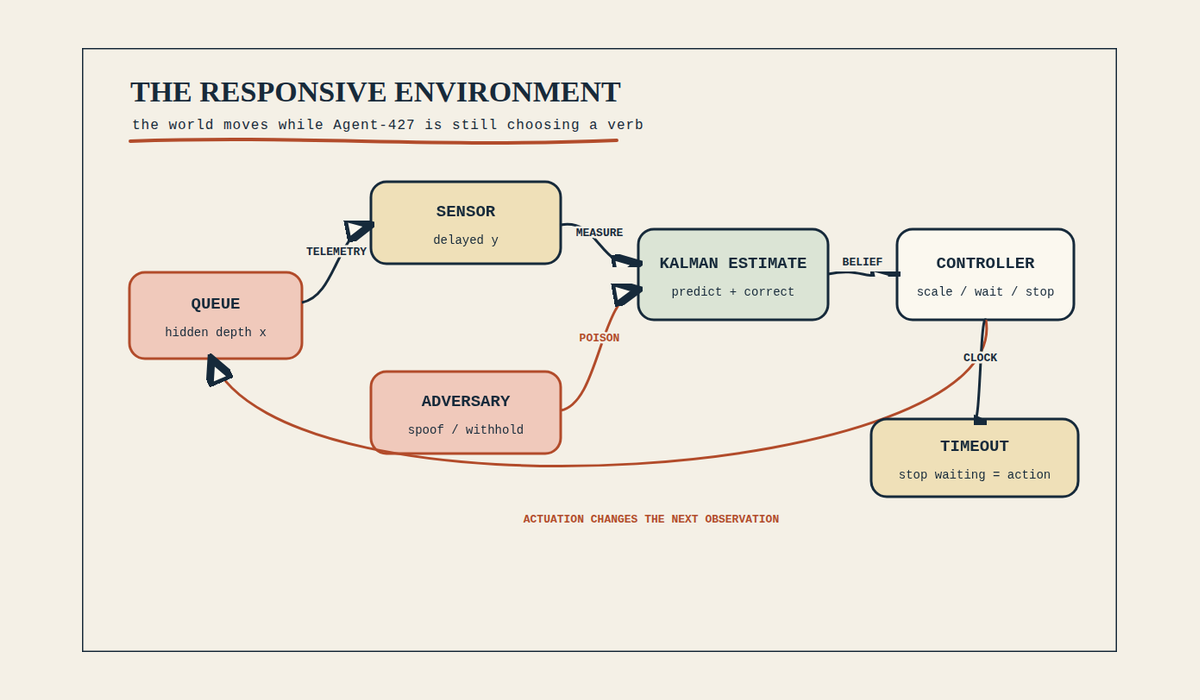 THE RESPONSIVE ENVIRONMENT
the world moves while Agent-427 is still choosing a verb
SENSOR
delayed y
MEASURE
TELEMETRY
QUEUE
hidden depth x
KALMAN ESTIMATE
predict + correct
BELIEF
CONTROLLER
scale / wait / stop
POISON
ADVERSARY
spoof / withhold
CLOCK
TIMEOUT
stop waiting = action
ACTUATION CHANGES THE NEXT OBSERVATION